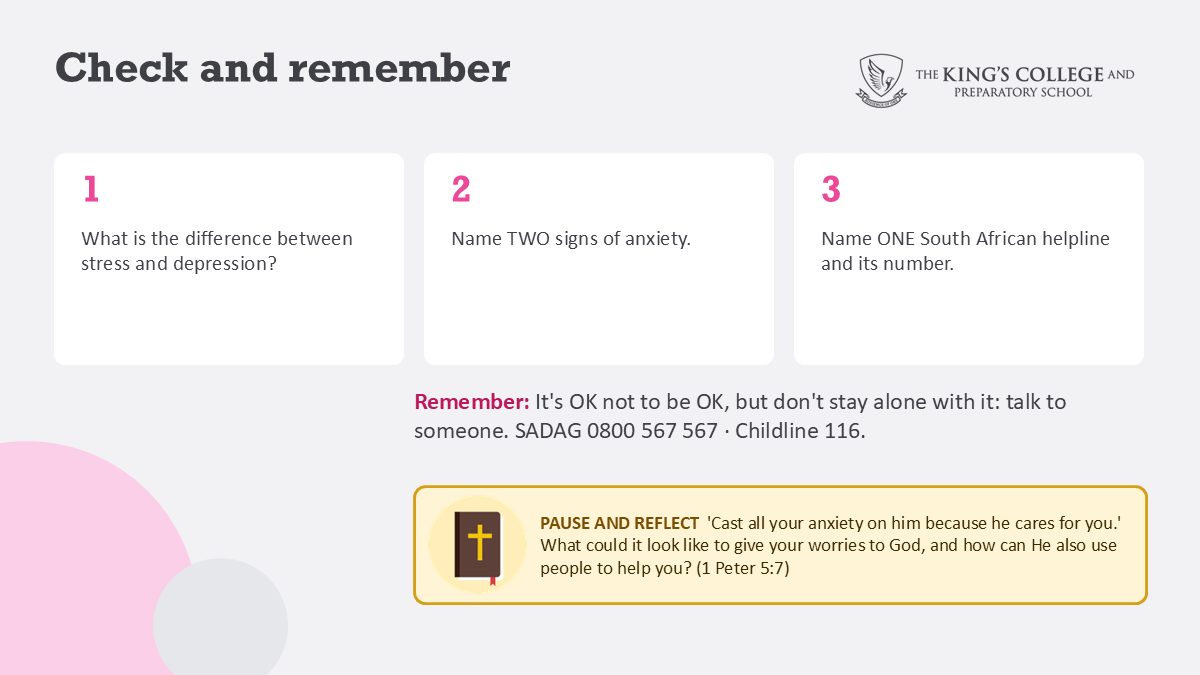 Check and remember
THE KING'S COLLEGE AND
PREPARATORY SCHOOL
1
What is the difference between
stress and depression?
2
Name TWO signs of anxiety.
3
Name ONE South African helpline
and its number.
Remember: It's OK not to be OK, but don't stay alone with it: talk to
someone. SADAG 0800 567 567 · Childline 116.
PAUSE AND REFLECT 'Cast all your anxiety on him because he cares for you.'
What could it look like to give your worries to God, and how can He also use
people to help you? (1 Peter 5:7)